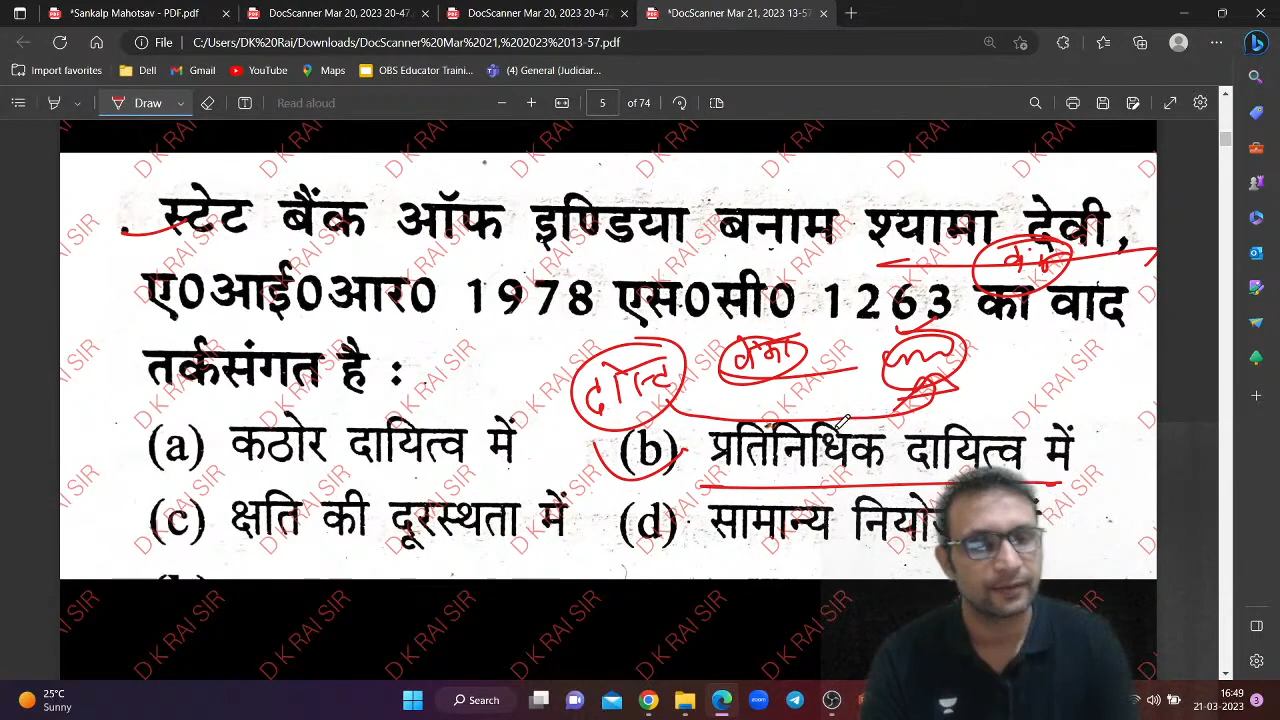 *Sankalp Mahotsav - PDF.pdf
DocScanner Mar 20, 2023 20-47.
DocScanner Mar 20, 2023 20-47.
*DocScanner Mar 21, 2023 13-57
File C:/Users/DK%20Rai/Downloads/DocScanner%20Mar%2021,%202023%2013-57.pdf
Import favorites Dell Gmail YouTube Maps OBS Educator Traini... (4) General (Judiciar...
Draw Read aloud 5 of 74
स्टेट बैंक ऑफ इण्डिया बनाम श्यामा देवी,
ए0आई0आर0 1978 एस0सी0 1263 का वाद
तर्कसंगत है :
(a) कठोर दायित्व में (b) प्रतिनिधिक दायित्व में
(c) क्षति की दूरस्थता में (d) सामान्य
D K RAI SIR
25°C
Sunny
Search
zoom
16:49
21-03-2023
3